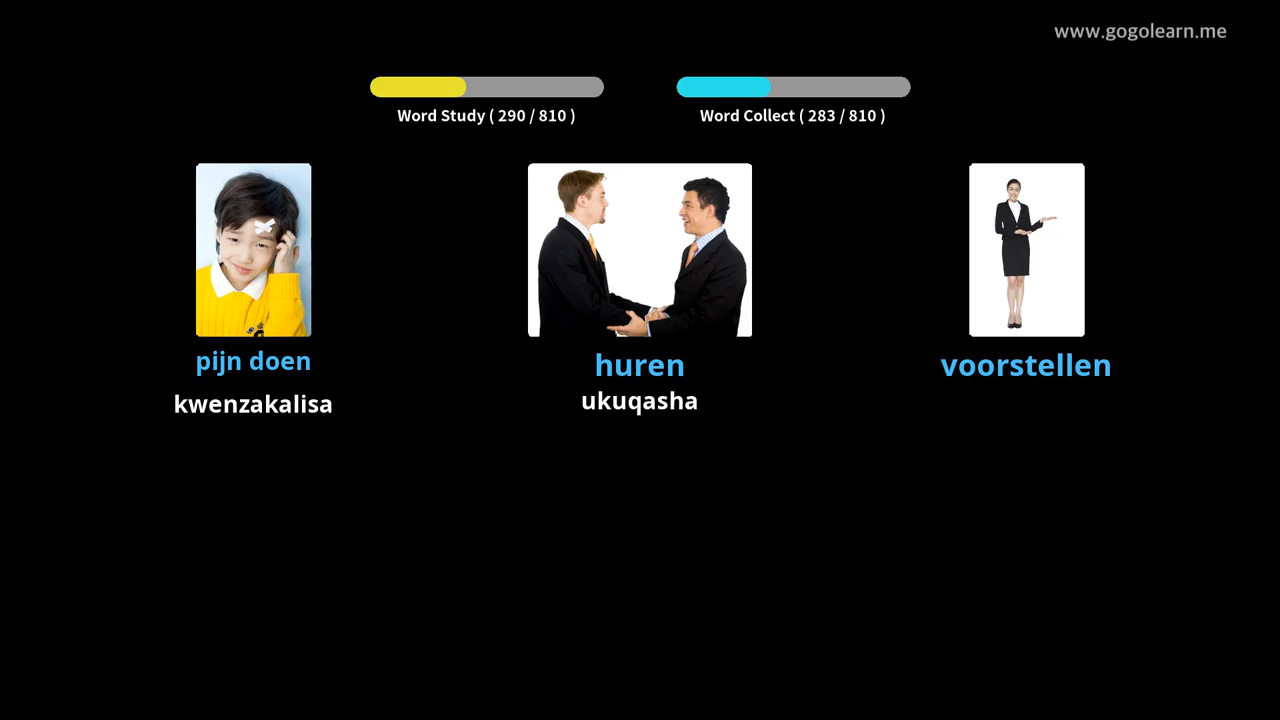 www.gogolearn.me
Word Study ( 290 / 810 )
Word Collect ( 283 / 810 )
pijn doen
huren
voorstellen
kwenzakalisa
ukuqasha